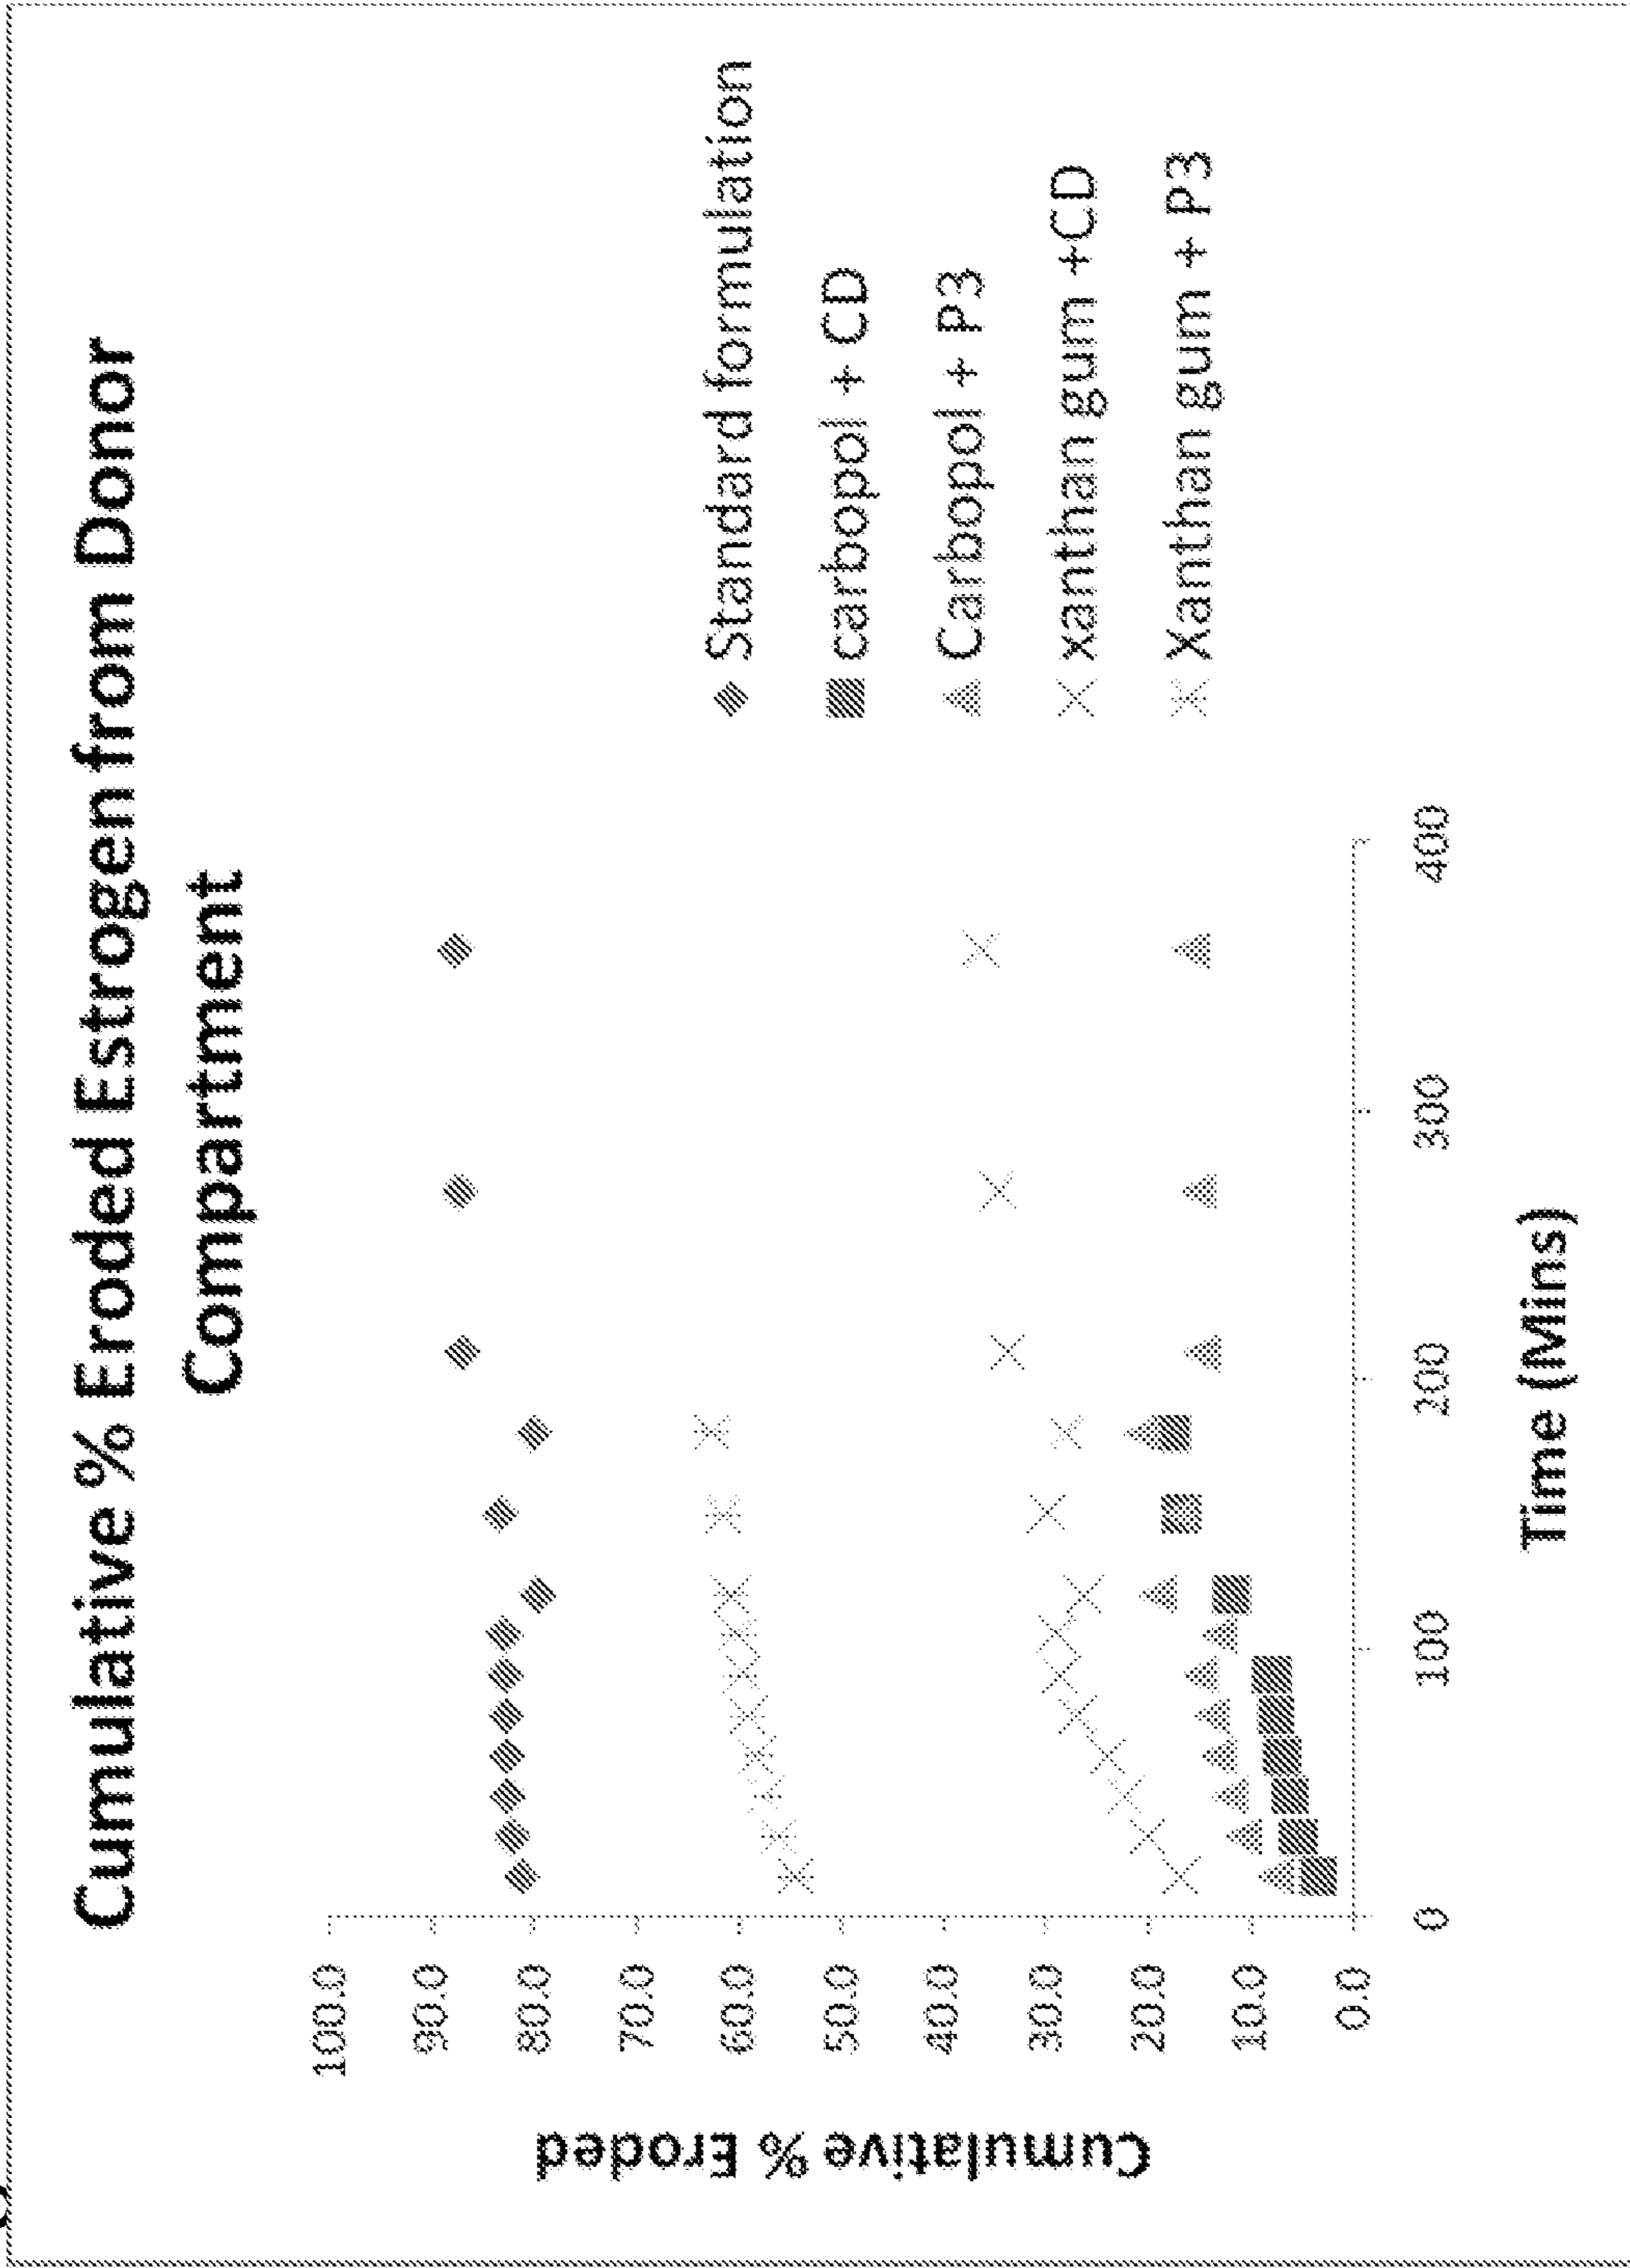 Cumulative % Eroded Estrogen from Donor
Compartment
Cumulative % Eroded
100.0
90.0
80.0
70.0
60.0
50.0
40.0
30.0
20.0
10.0
0.0
0
100
200
300
400
Time (Mins)
Standard formulation
carbopol + CD
Carbopol + P3
xanthan gum +CD
Xanthan gum + P3